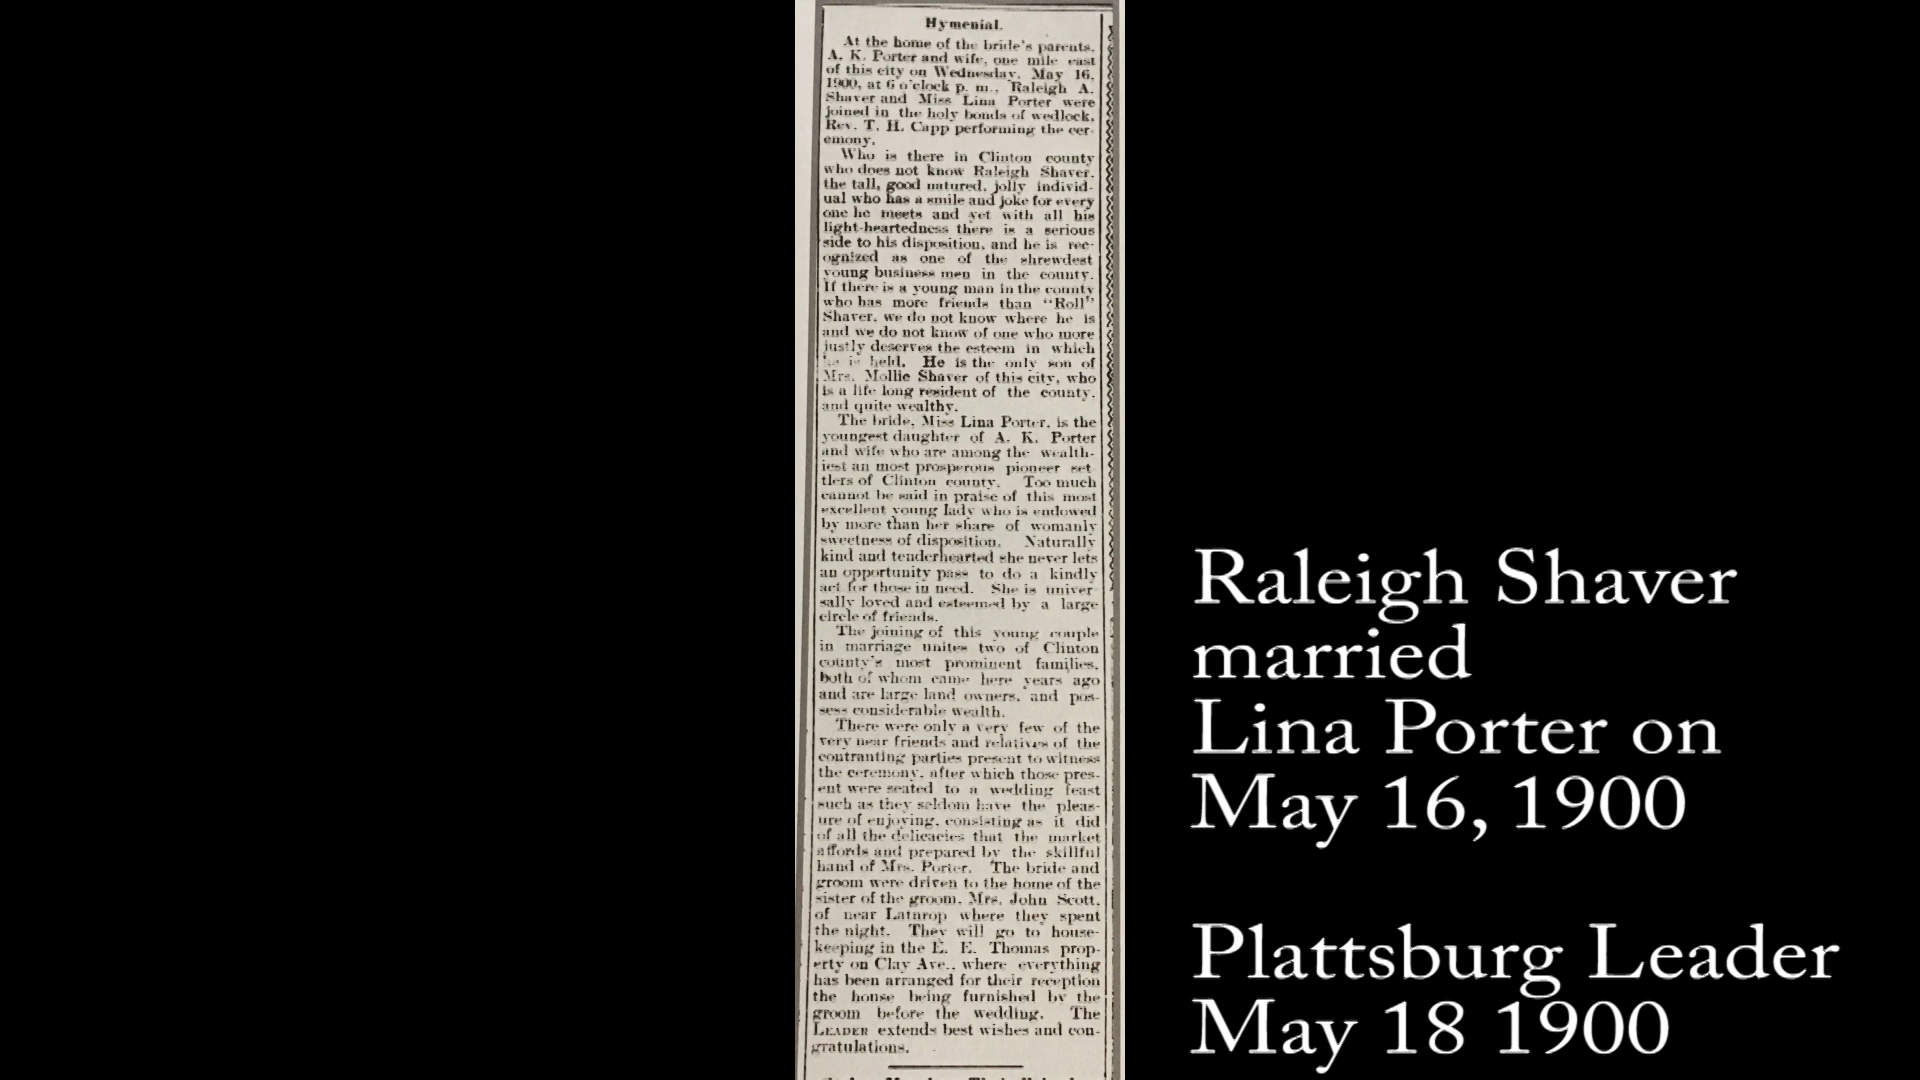 Hymenial.
At the home of the bride's parents,
A. K. Porter and wife, one mile east
of this city on Wednesday, May 16,
1900, at 6 o'clock p. m., Raleigh A.
Shaver and Miss Lina Porter were
joined in the holy bonds of wedlock,
Rev. T. H. Capp performing the cer-
emony.
Who is there in Clinton county
who does not know Raleigh Shaver,
the tall, good natured, jolly individ-
ual who has a smile and joke for every
one he meets and yet with all his
light-heartedness there is a serious
side to his disposition, and he is rec-
ognized as one of the shrewdest
young business men in the county.
If there is a young man in the county
who has more friends than "Roll"
Shaver, we do not know where he is
and we do not know of one who more
justly deserves the esteem in which
he is held. He is the only son of
Mrs. Mollie Shaver of this city, who
is a life long resident of the county,
and quite wealthy.
The bride, Miss Lina Porter, is the
youngest daughter of A. K. Porter
and wife who are among the wealth-
iest an most prosperous pioneer set
tlers of Clinton county. Too much
cannot be said in praise of this most
excellent young lady who is endowed
by more than her share of womanly
sweetness of disposition. Naturally
kind and tenderhearted she never lets
an opportunity pass to do a kindly
act for those in need. She is univer
sally loved and esteemed by a large
circle of friends.
The joining of this young couple
in marriage unites two of Clinton
county's most prominent families,
both of whom came here years ago
and are large land owners, and pos-
sess considerable wealth.
There were only a very few of the
very near friends and relatives of the
contranting parties present to witness
the ceremony, after which those pres-
ent were seated to a wedding feast
such as they seldom have the pleas-
ure of enjoying, consisting as it did
of all the delicacies that the market
affords and prepared by the skillful
hand of Mrs. Porter. The bride and
groom were driven to the home of the
sister of the groom, Mrs. John Scott,
of near Lathrop where they spent
the night. They will go to house-
keeping in the E. E. Thomas prop-
erty on Clay Ave., where everything
has been arranged for their reception
the house being furnished by the
groom before the wedding. The
LEADER extends best wishes and con-
gratulations.
Raleigh Shaver
married
Lina Porter on
May 16, 1900
Plattsburg Leader
May 18 1900